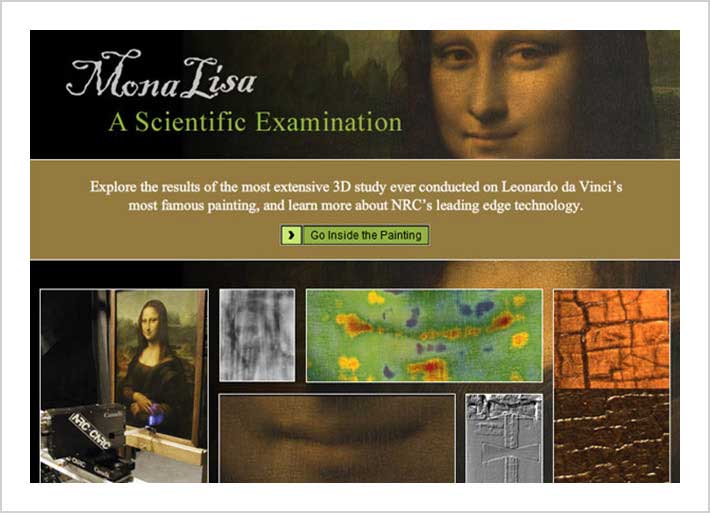 Mona Lisa
A Scientific Examination
Explore the results of the most extensive 3D study ever conducted on Leonardo da Vinci's
most famous painting, and learn more about NRC's leading edge technology.
Go Inside the Painting
Canada
NRC·CNRC